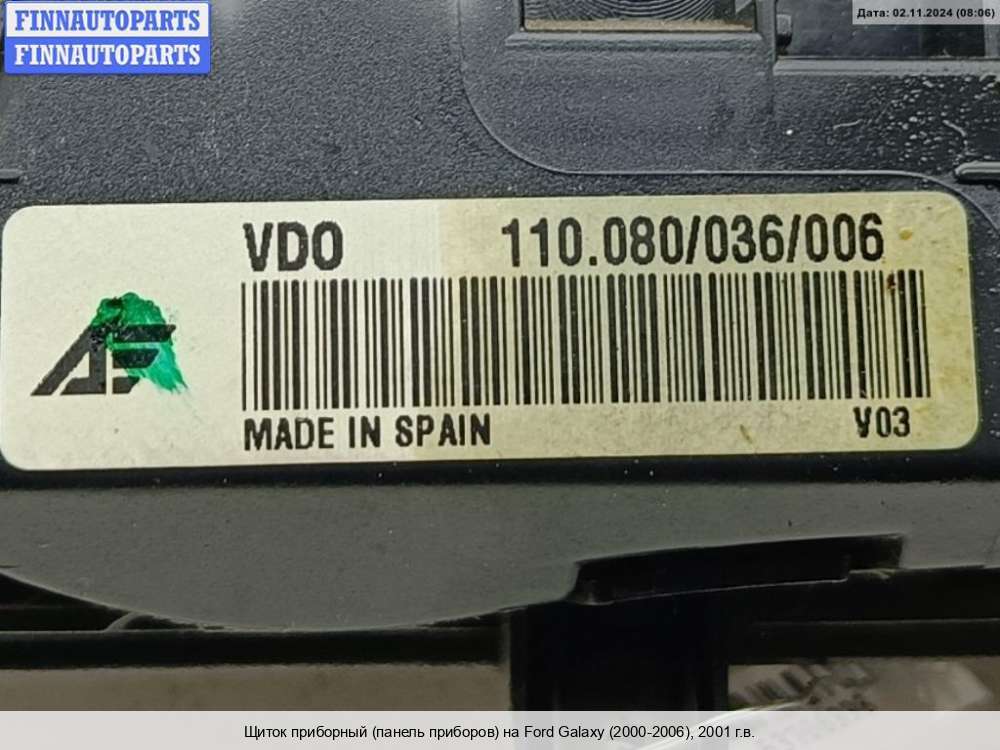 FINNAUTOPARTS
FINNAUTOPARTS
Дата: 02.11.2024 (08:06)
VDO 110.080/036/006
AF
MADE IN SPAIN V03
Щиток приборный (панель приборов) на Ford Galaxy (2000-2006), 2001 г.в.